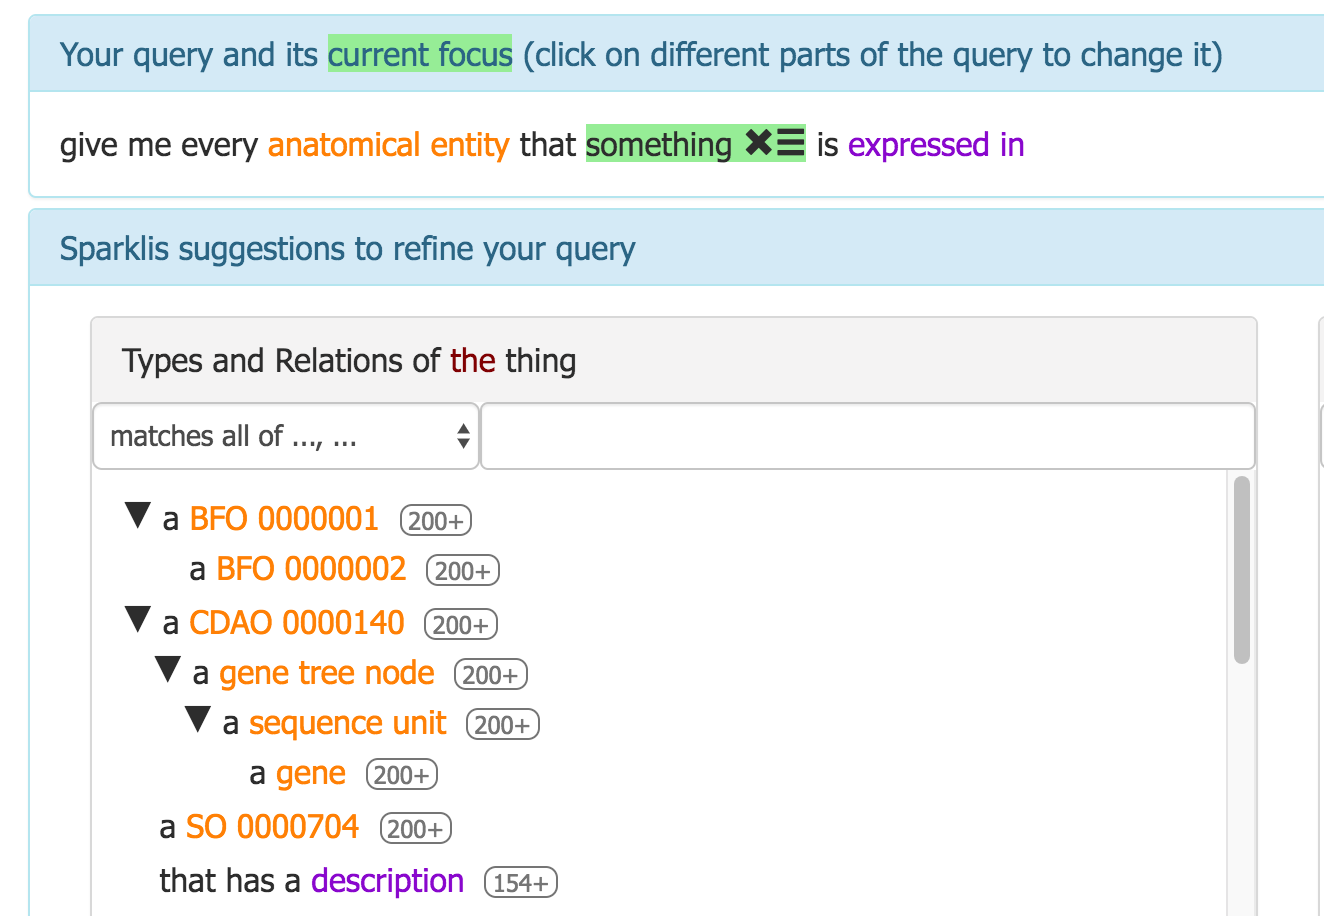 Your query and its current focus (click on different parts of the query to change it)
give me every anatomical entity that something ✖☰ is expressed in
Sparklis suggestions to refine your query
Types and Relations of the thing
matches all of ..., ...
a BFO 0000001 200+
a BFO 0000002 200+
a CDAO 0000140 200+
a gene tree node 200+
a sequence unit 200+
a gene 200+
a SO 0000704 200+
that has a description 154+